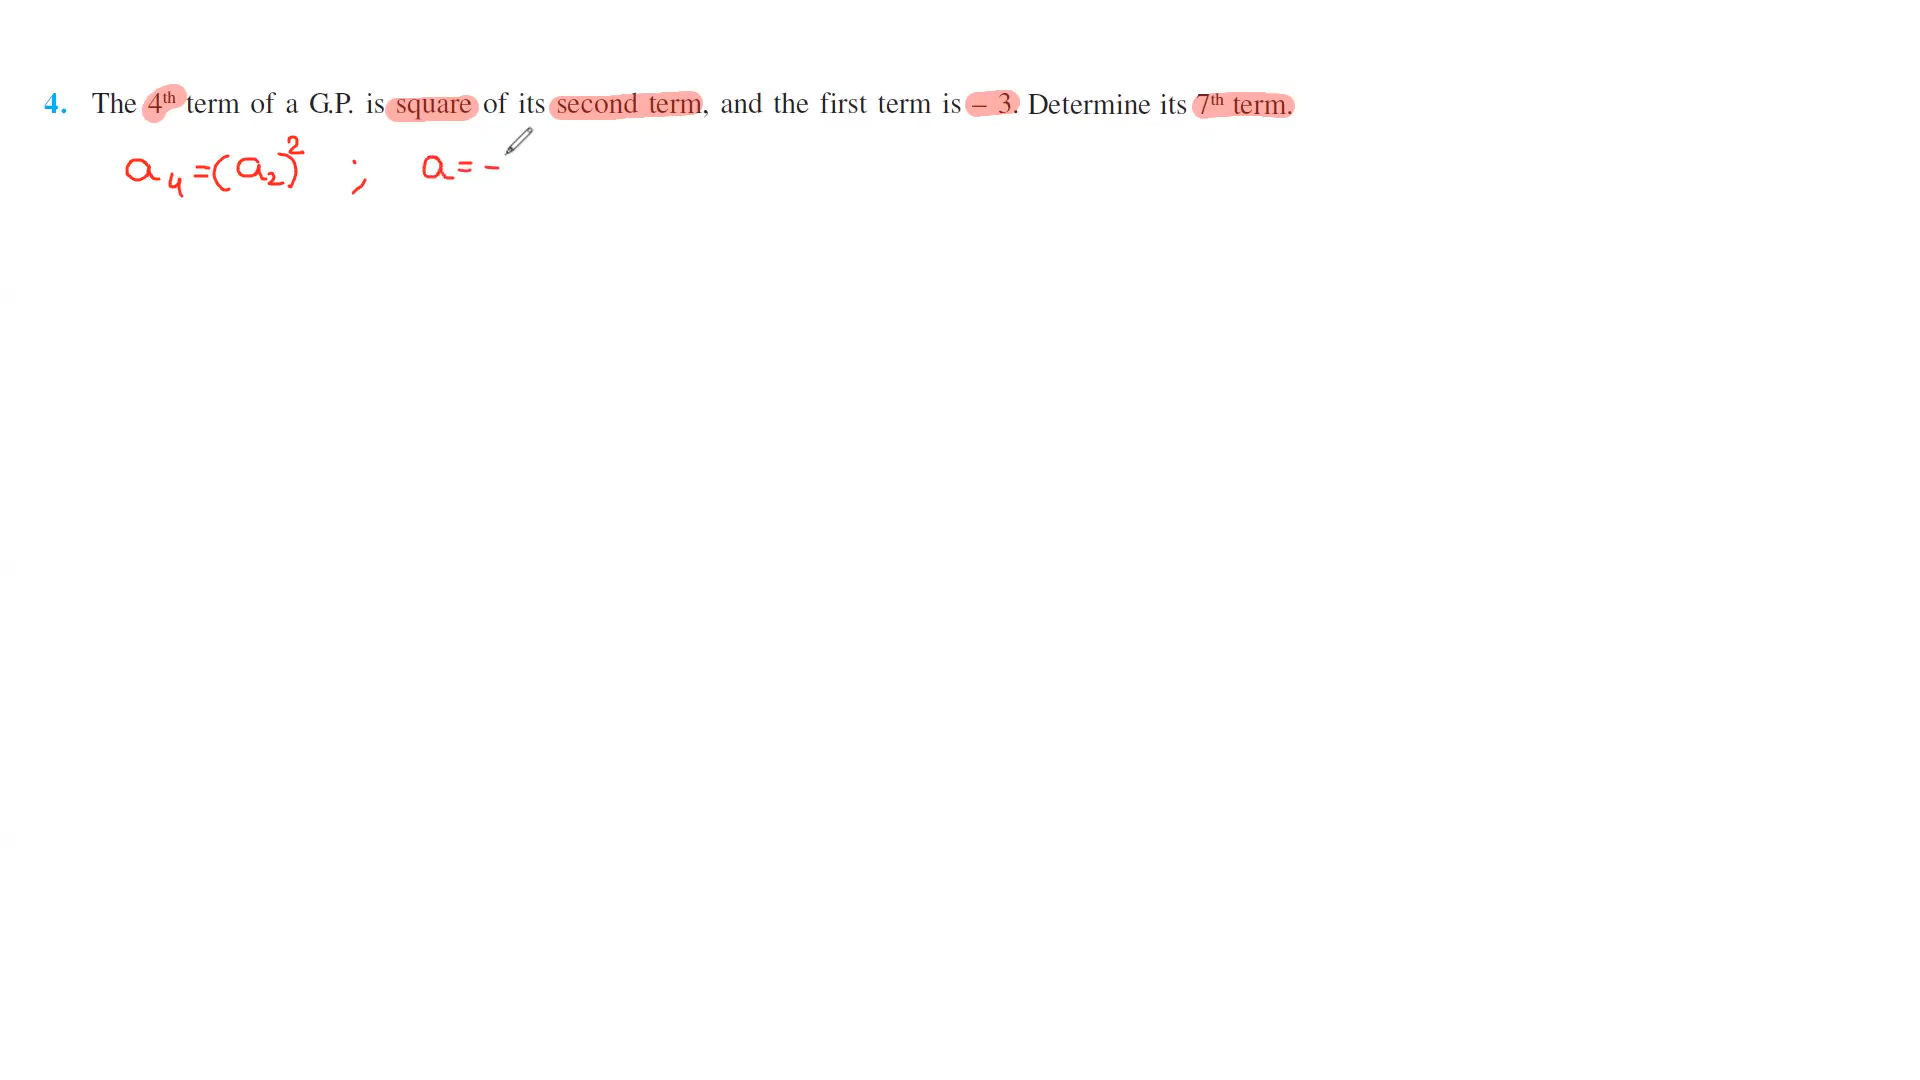 4. The 4th term of a G.P. is square of its second term, and the first term is – 3. Determine its 7th term.
a₄ = (a₂)² ; a = -